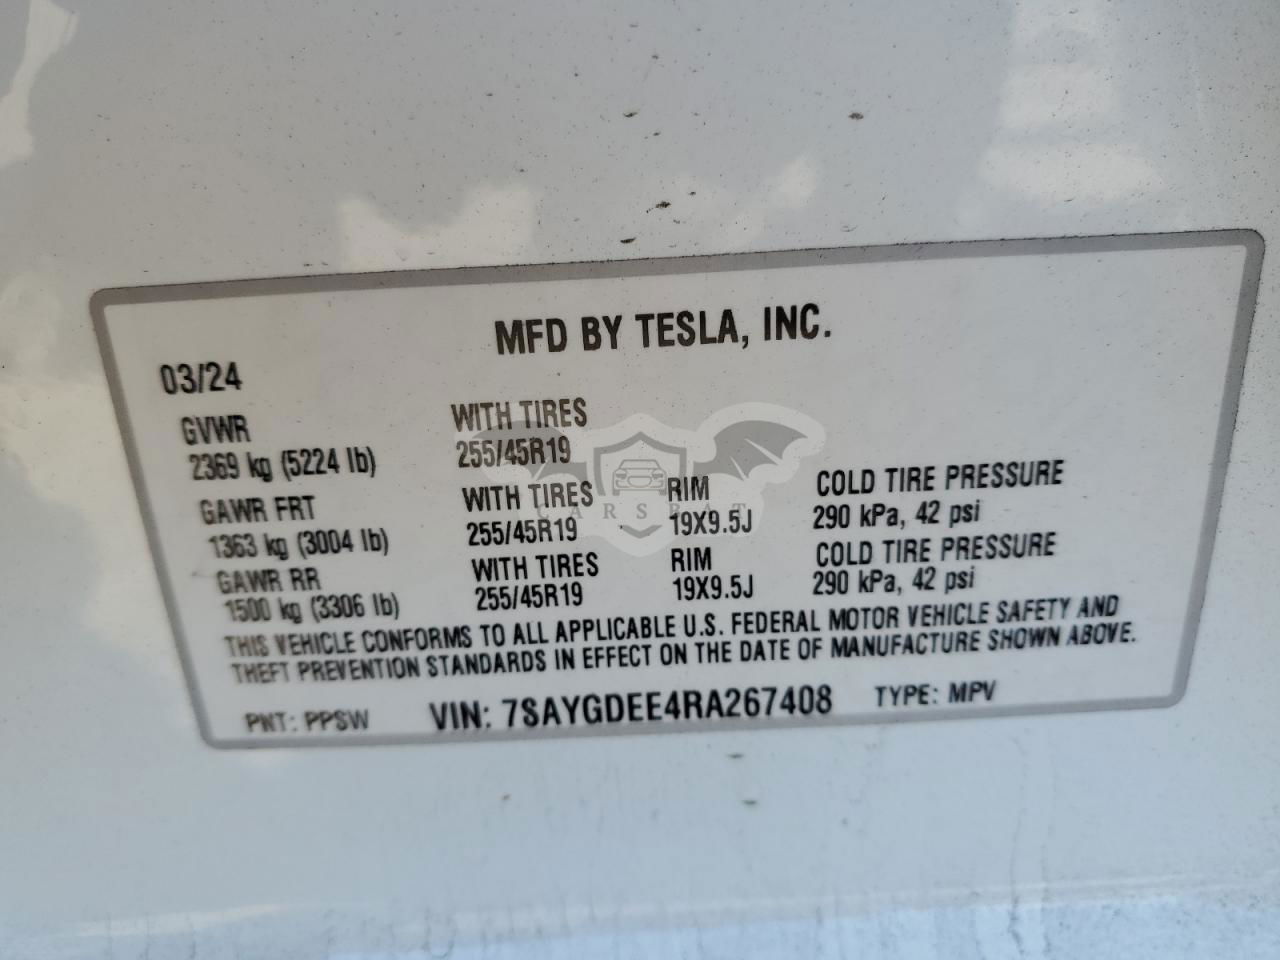 MFD BY TESLA, INC.
03/24
GVWR WITH TIRES
2369 kg (5224 lb) 255/45R19
GAWR FRT WITH TIRES RIM COLD TIRE PRESSURE
1363 kg (3004 lb) 255/45R19 19X9.5J 290 kPa, 42 psi
GAWR RR WITH TIRES RIM COLD TIRE PRESSURE
1500 kg (3306 lb) 255/45R19 19X9.5J 290 kPa, 42 psi
THIS VEHICLE CONFORMS TO ALL APPLICABLE U.S. FEDERAL MOTOR VEHICLE SAFETY AND
THEFT PREVENTION STANDARDS IN EFFECT ON THE DATE OF MANUFACTURE SHOWN ABOVE.
PNT: PPSW VIN: 7SAYGDEE4RA267408 TYPE: MPV
CARSBAT